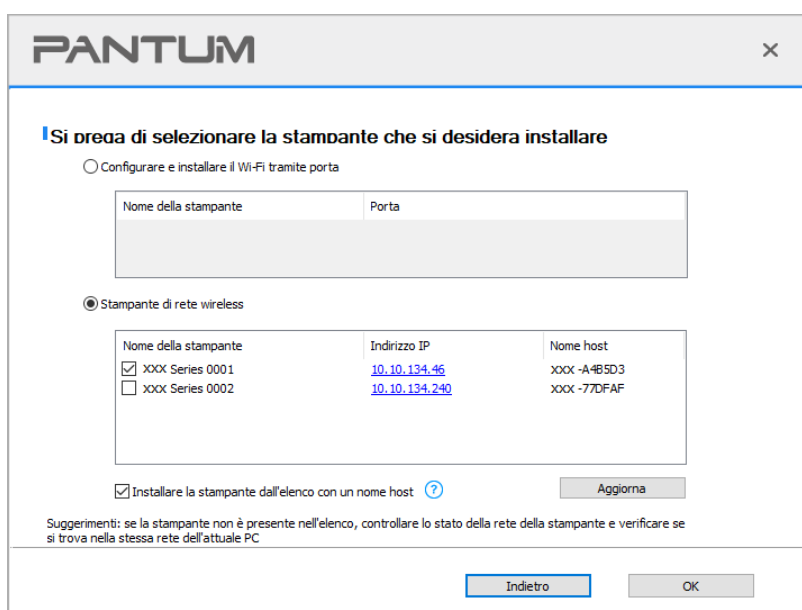 PANTUM
Si prega di selezionare la stampante che si desidera installare
Configurare e installare il Wi-Fi tramite porta
Nome della stampante Porta
Stampante di rete wireless
Nome della stampante Indirizzo IP Nome host
XXX Series 0001 10.10.134.46 XXX -A4B5D3
XXX Series 0002 10.10.134.240 XXX -77DFAF
Installare la stampante dall'elenco con un nome host ?
Aggiorna
Suggerimenti: se la stampante non è presente nell'elenco, controllare lo stato della rete della stampante e verificare se
si trova nella stessa rete dell'attuale PC
Indietro OK